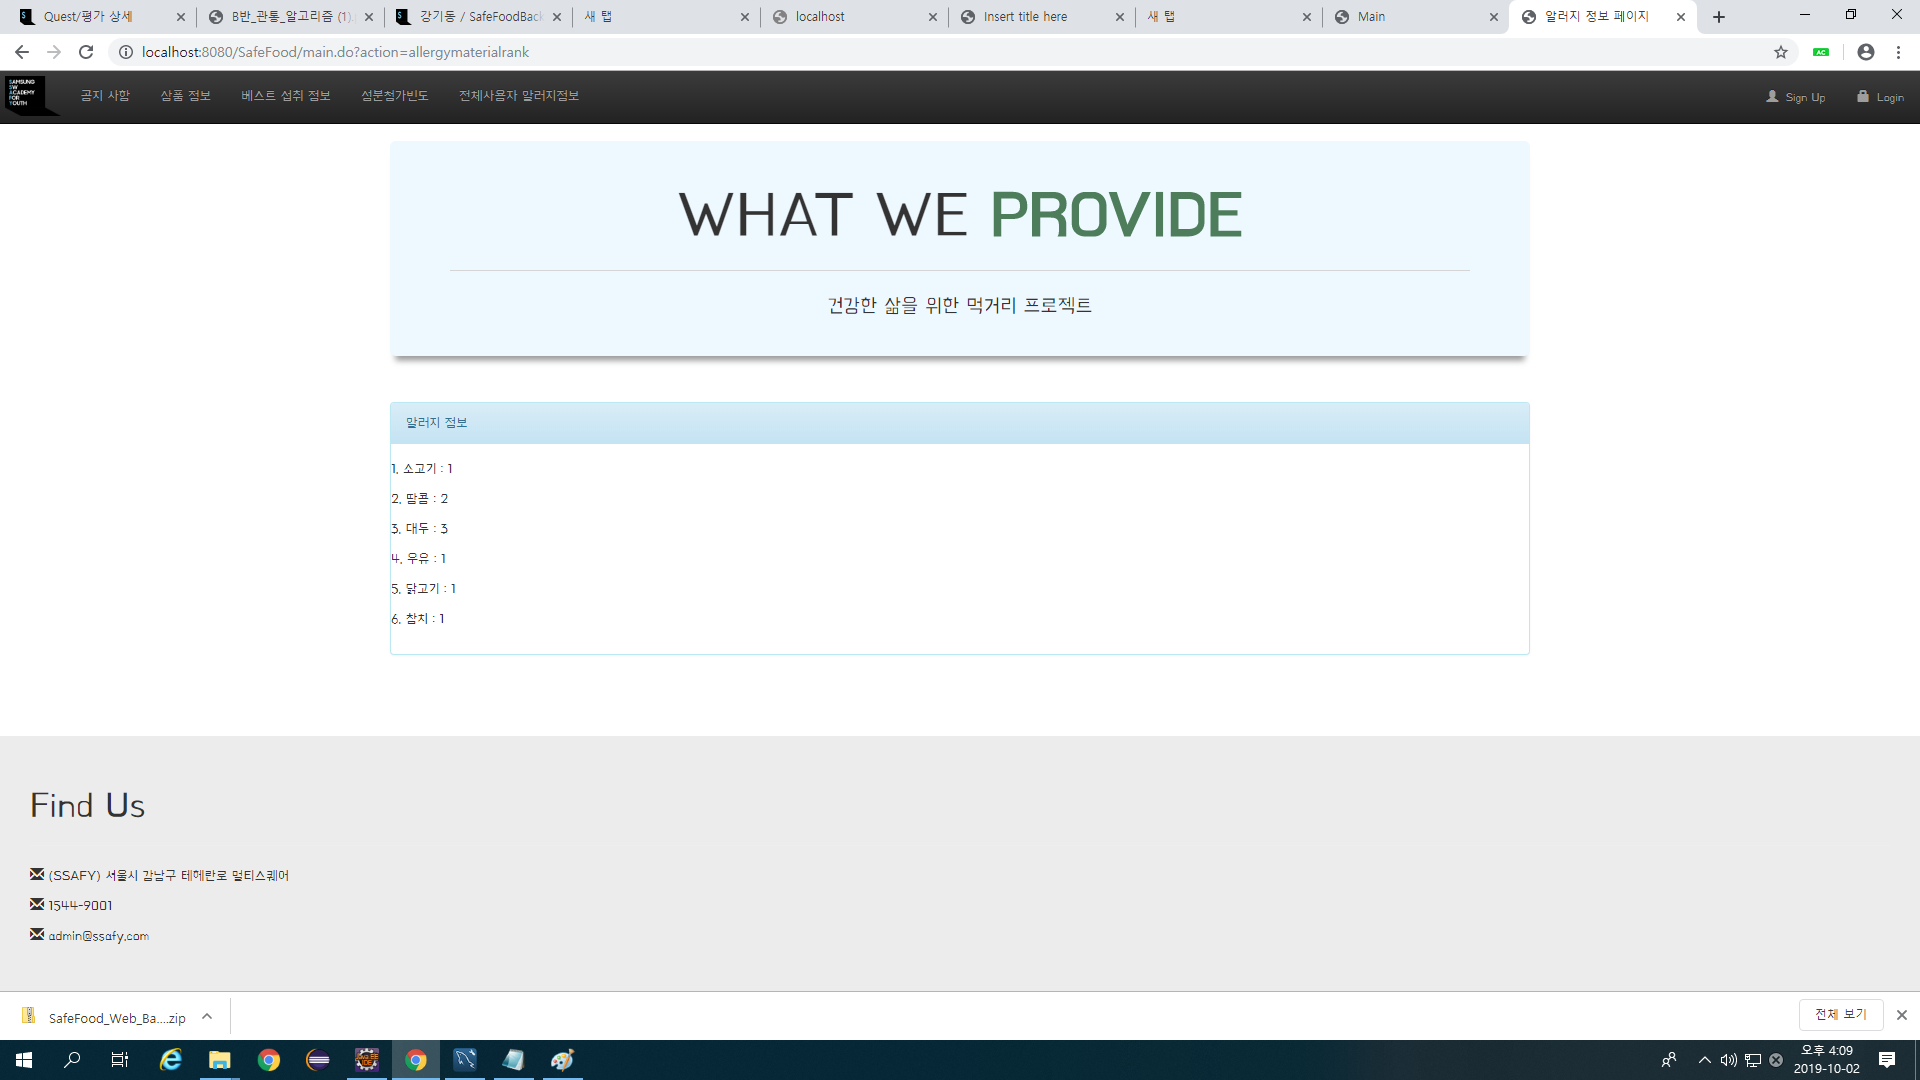 Quest/평가 상세
B반_관통_알고리즘 (1).
강기동 / SafeFoodBack
새 탭
localhost
Insert title here
새 탭
Main
알러지 정보 페이지
localhost:8080/SafeFood/main.do?action=allergymaterialrank
AC
SAMSUNG
SW
ACADEMY
FOR
YOUTH
공지 사항
상품 정보
베스트 섭취 정보
섬분첨가빈도
전체사용자 알러지정보
Sign Up
Login
WHAT WE PROVIDE
건강한 삶을 위한 먹거리 프로젝트
알러지 정보
1. 소고기 : 1
2. 땀콤 : 2
3. 대두 : 3
4. 우유 : 1
5. 닭고기 : 1
6. 참치 : 1
Find Us
(SSAFY) 서울시 강남구 테헤란로 멀티스퀘어
1544-9001
admin@ssafy.com
SafeFood_Web_Ba....zip
전체 보기
오후 4:09
2019-10-02